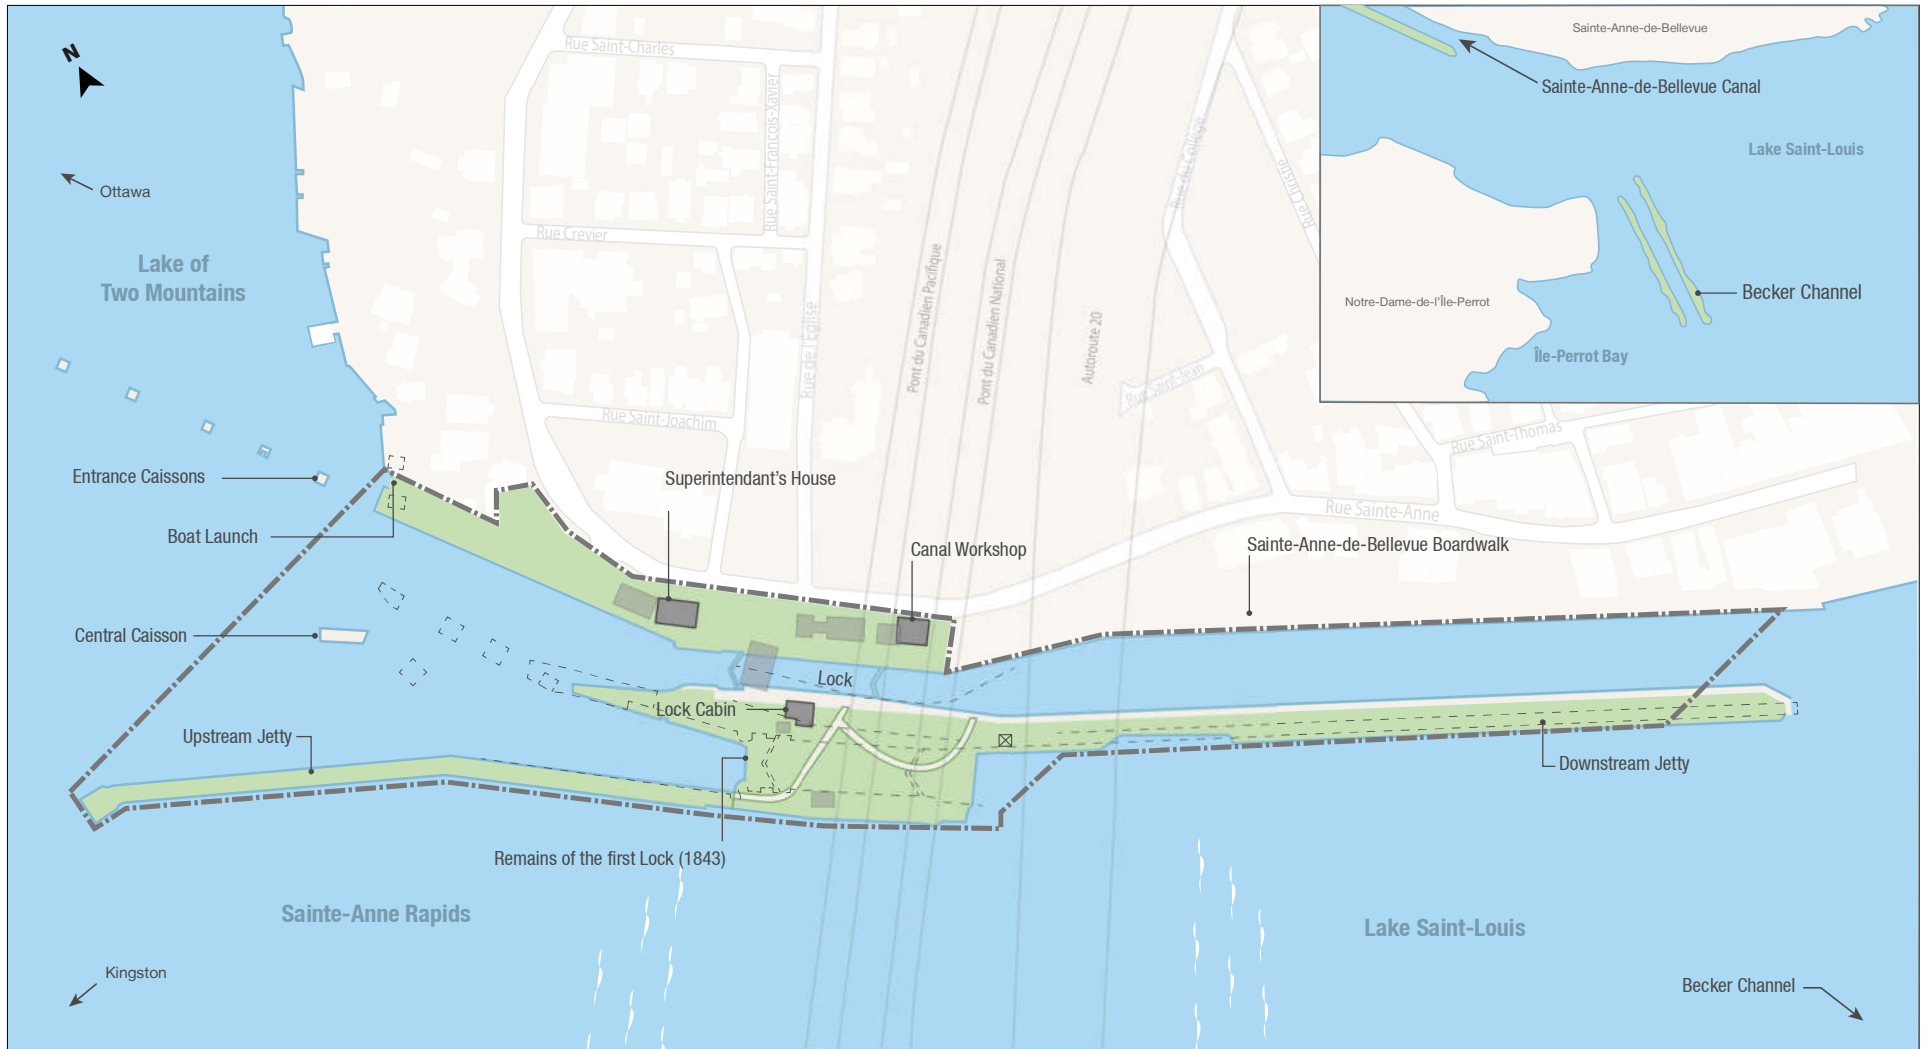 N
Ottawa
Lake of
Two Mountains
Entrance Caissons
Boat Launch
Central Caisson
Upstream Jetty
Sainte-Anne Rapids
Kingston
Rue Saint-Charles
Rue Saint-François-Xavier
Rue Crevier
Rue de l'Église
Rue Saint-Joachim
Pont du Canadien Pacifique
Pont du Canadien National
Autoroute 20
Rue du Collège
Rue Christie
Rue Saint-Jean
Rue Sainte-Anne
Rue Saint-Thomas
Superintendant's House
Canal Workshop
Sainte-Anne-de-Bellevue Boardwalk
Lock
Lock Cabin
Remains of the first Lock (1843)
Downstream Jetty
Lake Saint-Louis
Becker Channel
Sainte-Anne-de-Bellevue
Sainte-Anne-de-Bellevue Canal
Lake Saint-Louis
Notre-Dame-de-l'Île-Perrot
Becker Channel
Île-Perrot Bay